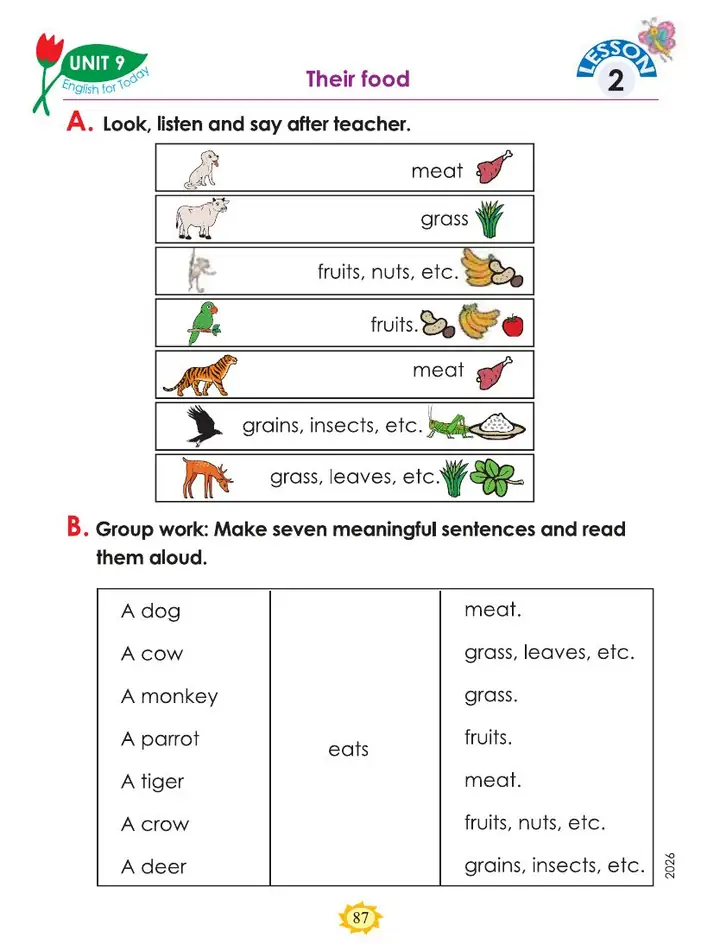 UNIT 9
English for Today
Their food
LESSON
2
A. Look, listen and say after teacher.
meat
grass
fruits, nuts, etc.
fruits.
meat
grains, insects, etc.
grass, leaves, etc.
B. Group work: Make seven meaningful sentences and read
them aloud.
A dog
A cow
A monkey
A parrot
A tiger
A crow
A deer
eats
meat.
grass, leaves, etc.
grass.
fruits.
meat.
fruits, nuts, etc.
grains, insects, etc.
2026
87